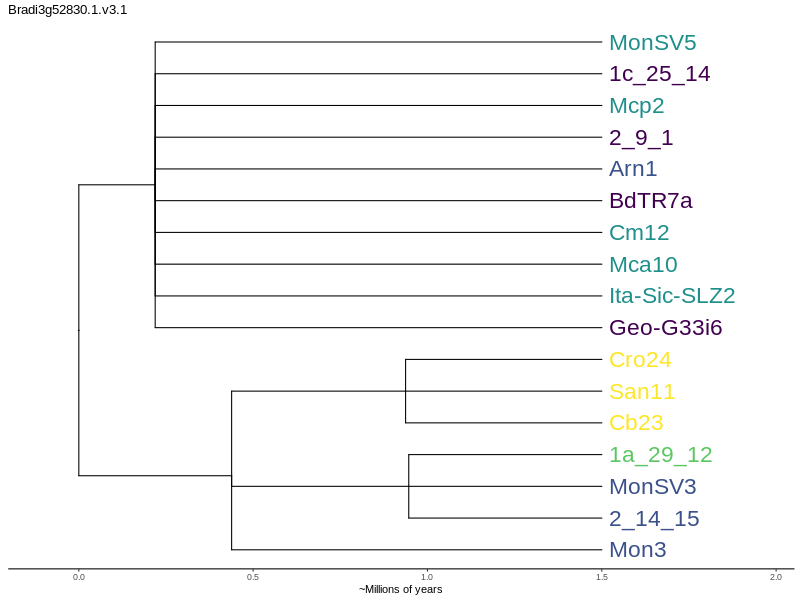 Bradi3g52830.1.v3.1
MonSV5
1c_25_14
Mcp2
2_9_1
Arn1
BdTR7a
Cm12
Mca10
Ita-Sic-SLZ2
Geo-G33i6
Cro24
San11
Cb23
1a_29_12
MonSV3
2_14_15
Mon3
0.0 0.5 1.0 1.5 2.0
~Millions of years